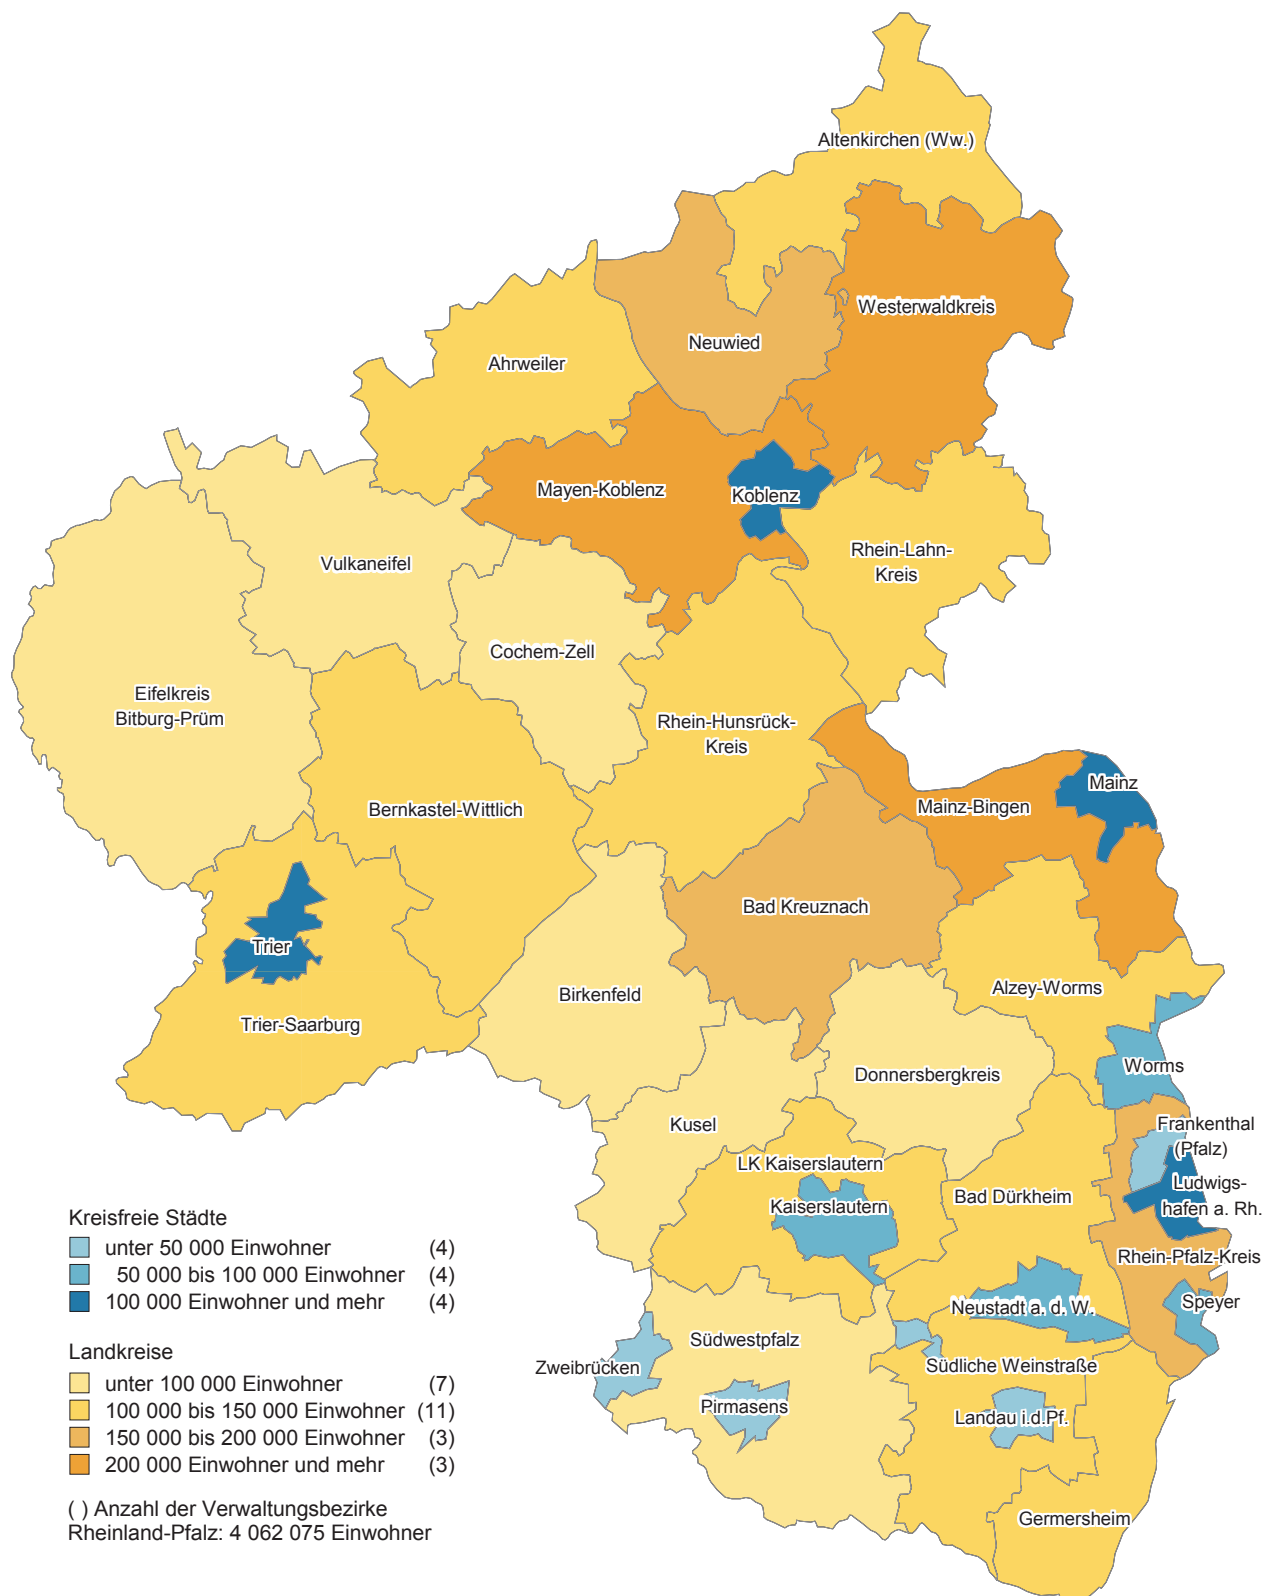 Altenkirchen (Ww.)
Westerwaldkreis
Neuwied
Ahrweiler
Mayen-Koblenz
Koblenz
Rhein-Lahn-
Kreis
Vulkaneifel
Cochem-Zell
Eifelkreis
Bitburg-Prüm
Rhein-Hunsrück-
Kreis
Mainz
Mainz-Bingen
Bernkastel-Wittlich
Bad Kreuznach
Trier
Alzey-Worms
Birkenfeld
Trier-Saarburg
Worms
Donnersbergkreis
Kusel
Frankenthal
(Pfalz)
LK Kaiserslautern
Ludwigs-
hafen a. Rh.
Bad Dürkheim
Kaiserslautern
Rhein-Pfalz-Kreis
Speyer
Neustadt a. d. W.
Südwestpfalz
Zweibrücken
Südliche Weinstraße
Pirmasens
Landau i.d.Pf.
Germersheim
Kreisfreie Städte
unter 50 000 Einwohner (4)
50 000 bis 100 000 Einwohner (4)
100 000 Einwohner und mehr (4)
Landkreise
unter 100 000 Einwohner (7)
100 000 bis 150 000 Einwohner (11)
150 000 bis 200 000 Einwohner (3)
200 000 Einwohner und mehr (3)
( ) Anzahl der Verwaltungsbezirke
Rheinland-Pfalz: 4 062 075 Einwohner